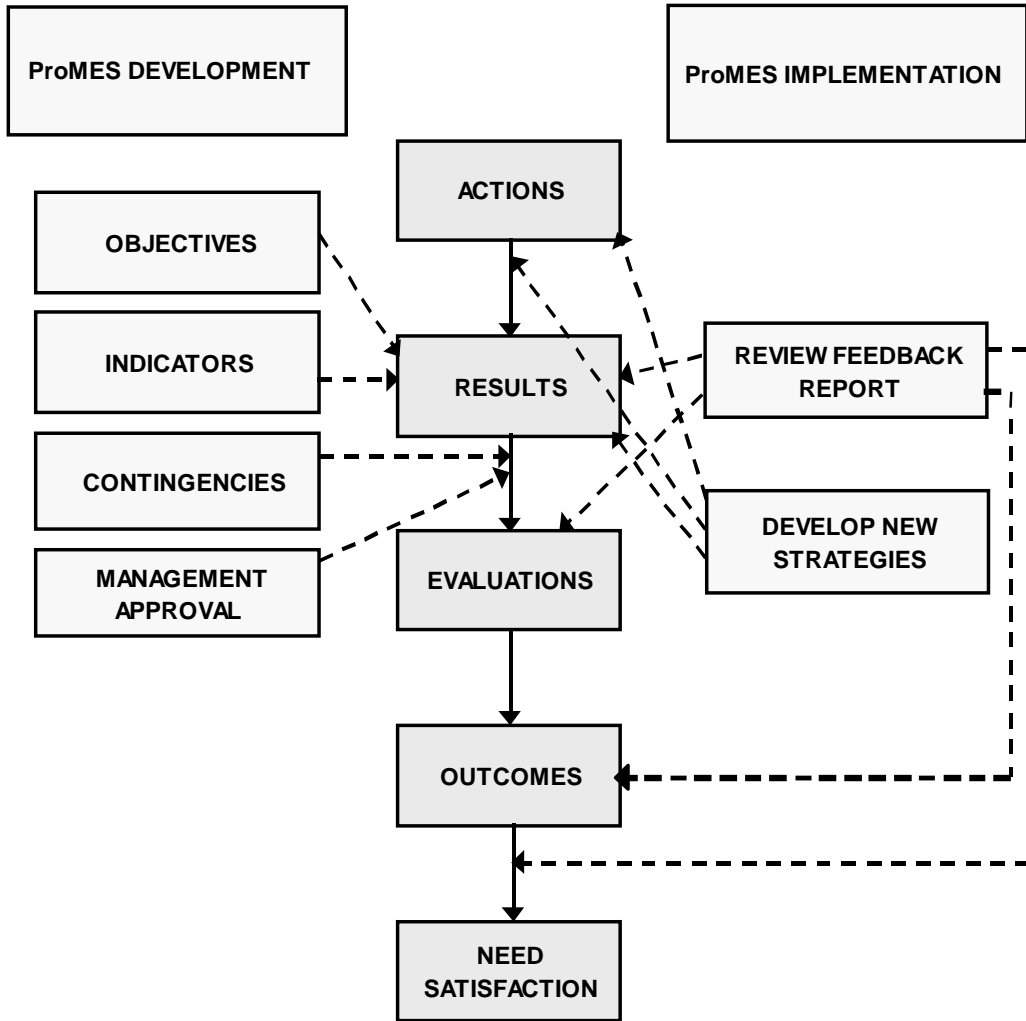 ProMES DEVELOPMENT
ProMES IMPLEMENTATION
ACTIONS
OBJECTIVES
INDICATORS
RESULTS
REVIEW FEEDBACK
REPORT
CONTINGENCIES
DEVELOP NEW
STRATEGIES
MANAGEMENT
APPROVAL
EVALUATIONS
OUTCOMES
NEED
SATISFACTION